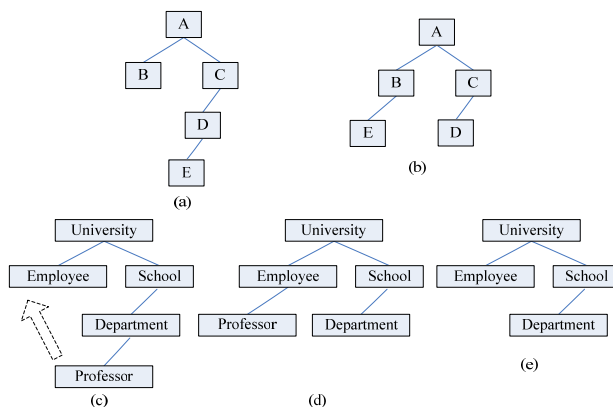 A
B
C
D
E
(a)
A
B
C
E
D
(b)
University
Employee
School
Department
Professor
(c)
University
Employee
School
Professor
Department
(d)
University
Employee
School
Department
(e)